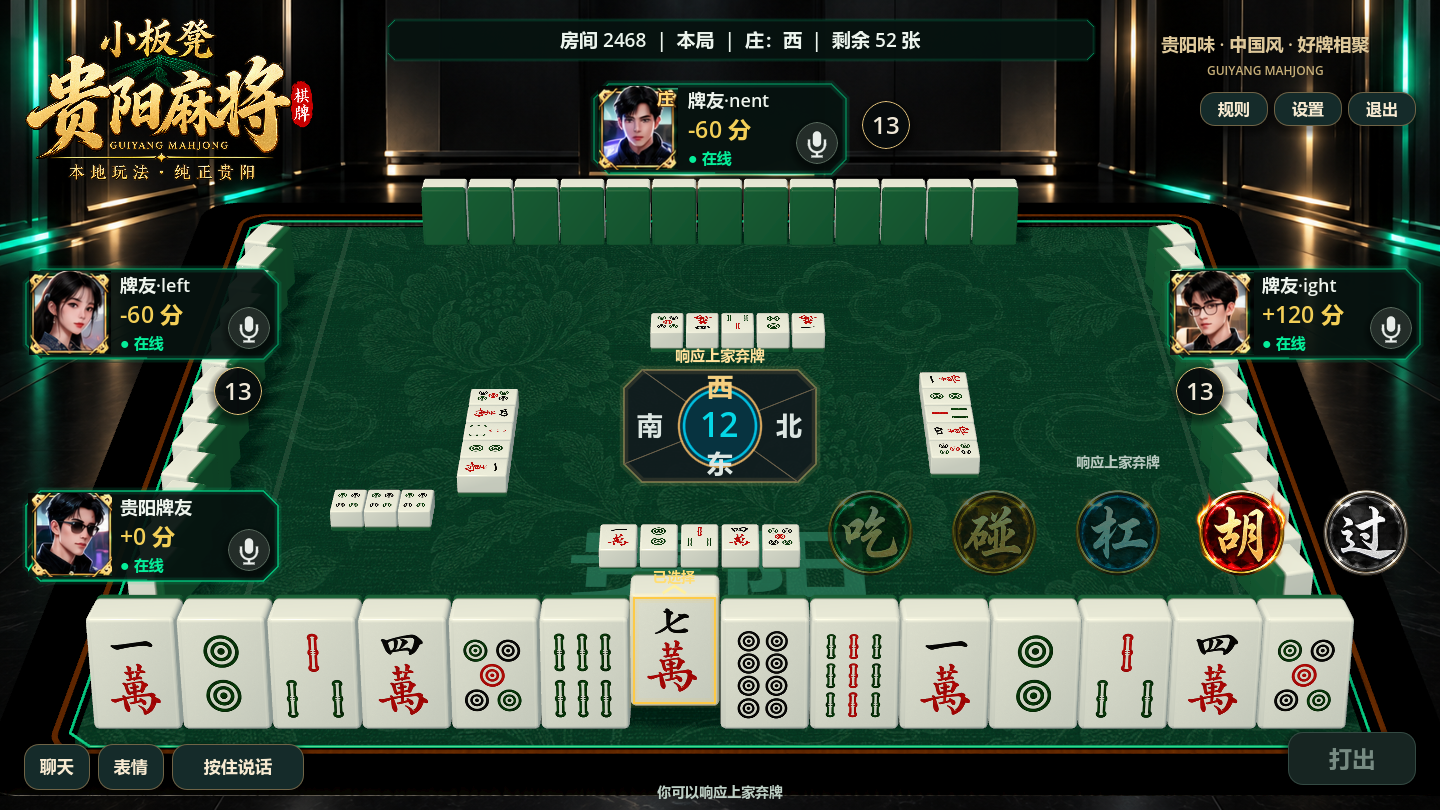 小板凳
贵阳麻将
棋牌
GUIYANG MAHJONG
本地玩法·纯正贵阳
房间 2468 | 本局 | 庄：西 | 剩余 52 张
贵阳味 · 中国风 · 好牌相聚
GUIYANG MAHJONG
规则 设置 退出
庄
牌友·nent
-60 分
● 在线
13
牌友·left
-60 分
● 在线
13
牌友·ight
+120 分
● 在线
13
响应上家弃牌
西
南 12 北
东
响应上家弃牌
贵阳牌友
+0 分
● 在线
吃 碰 杠 胡 过
已选择
一萬 四萬 七萬 一萬 四萬
聊天 表情 按住说话
打出
你可以响应上家弃牌